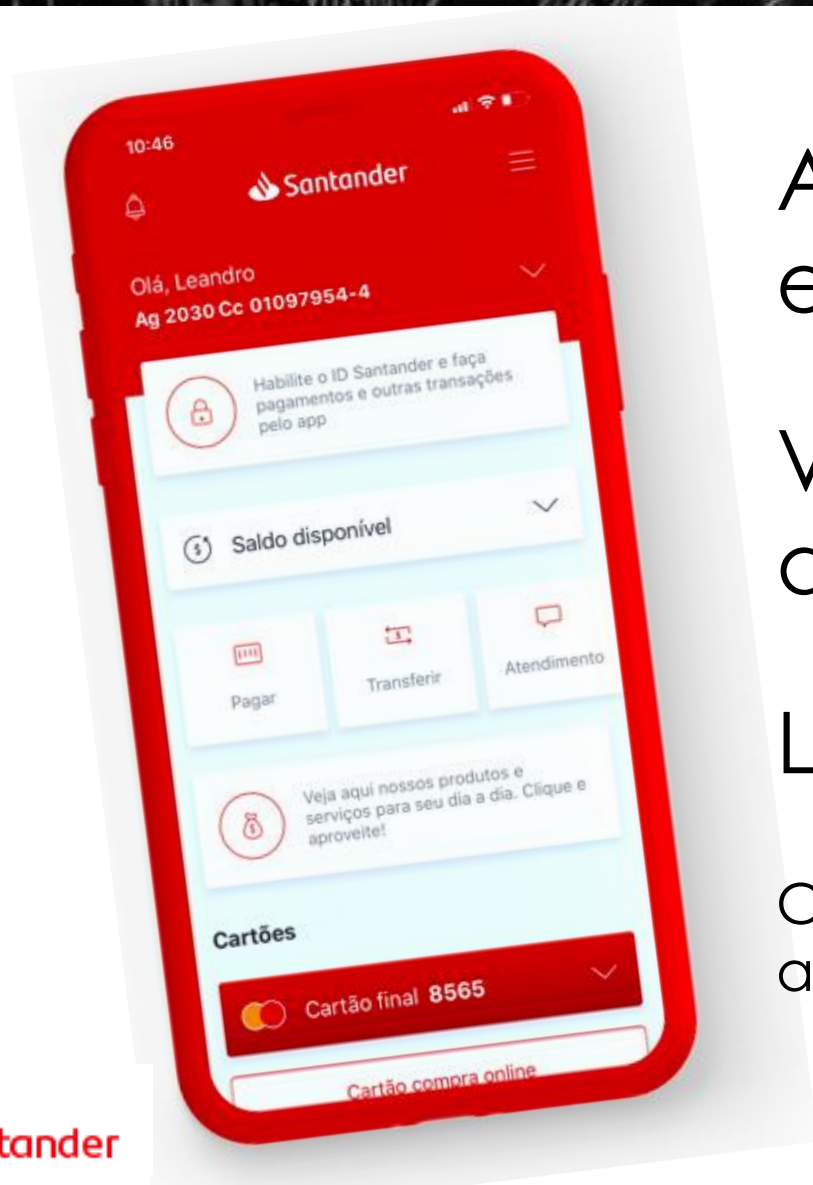 10:46
Santander
Olá, Leandro
Ag 2030 Cc 01097954-4
Habilite o ID Santander e faça
pagamentos e outras transações
pelo app
Saldo disponível
Pagar
Transferir
Atendimento
Veja aqui nossos produtos e
serviços para seu dia a dia. Clique e
aproveite!
Cartões
Cartão final 8565
Cartão compra online
tander
A
e
V
L
a